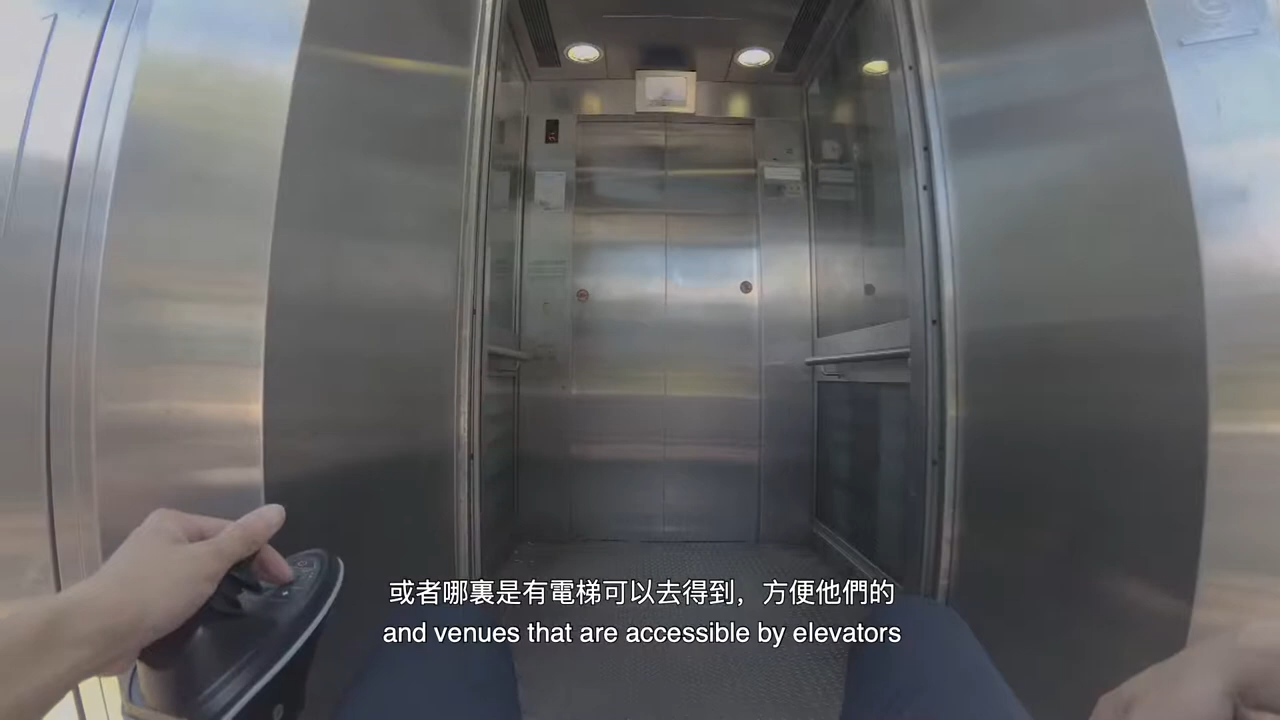 或者哪裏是有電梯可以去得到，方便他們的
and venues that are accessible by elevators